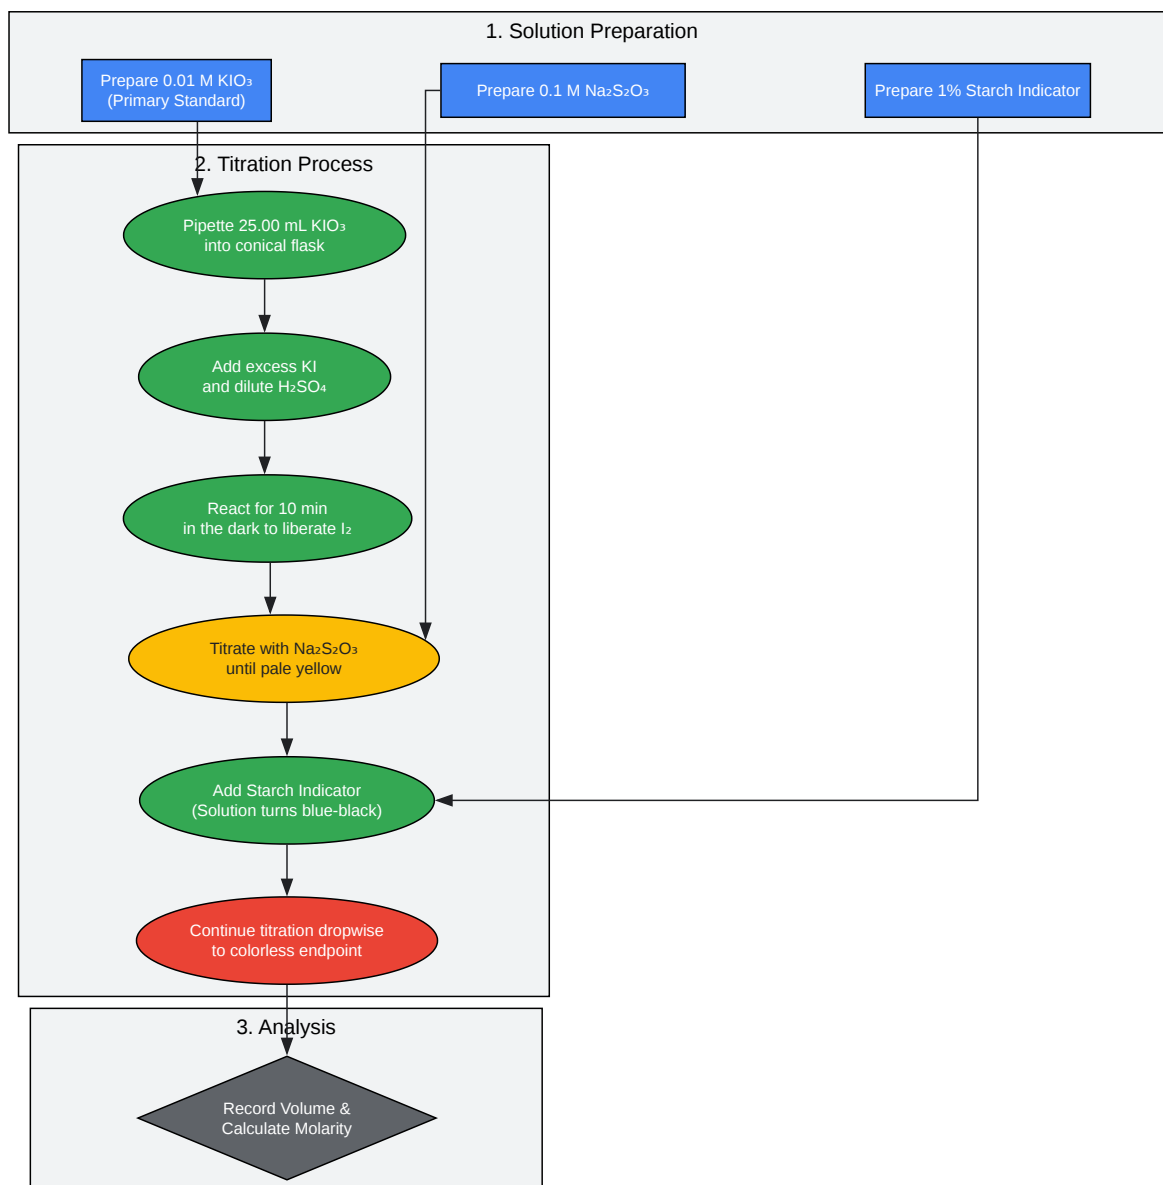 1. Solution Preparation
Prepare 0.01 M KIO₃
(Primary Standard)
Prepare 0.1 M Na₂S₂O₃
Prepare 1% Starch Indicator
2. Titration Process
Pipette 25.00 mL KIO₃
into conical flask
Add excess KI
and dilute H₂SO₄
React for 10 min
in the dark to liberate I₂
Titrate with Na₂S₂O₃
until pale yellow
Add Starch Indicator
(Solution turns blue-black)
Continue titration dropwise
to colorless endpoint
3. Analysis
Record Volume &
Calculate Molarity